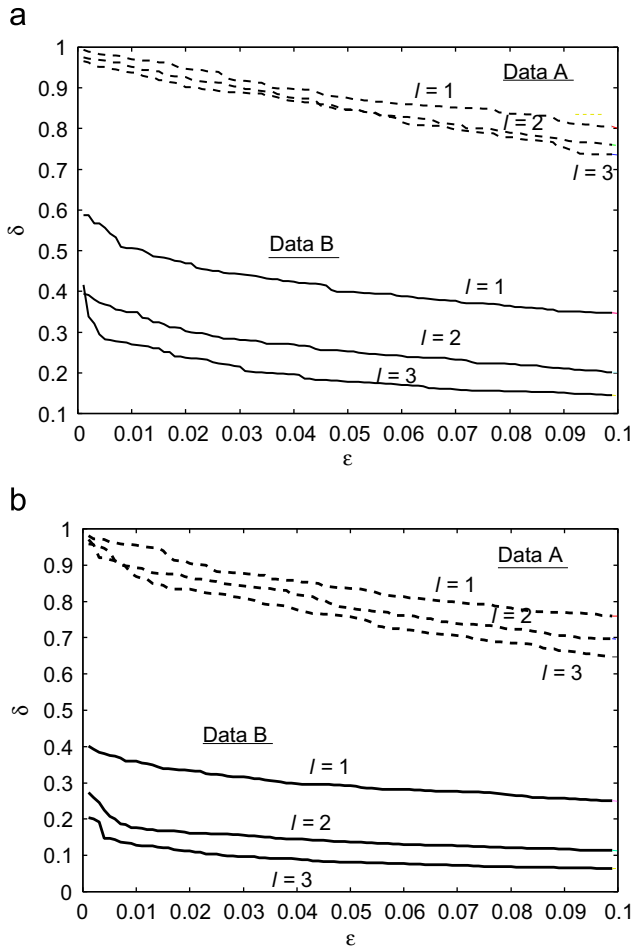 a
1
0.9
0.8
0.7
0.6
0.5
0.4
0.3
0.2
0.1
δ
Data A
l = 1
l = 2
l = 3
Data B
l = 1
l = 2
l = 3
0 0.01 0.02 0.03 0.04 0.05 0.06 0.07 0.08 0.09 0.1
ε
b
1
0.9
0.8
0.7
0.6
0.5
0.4
0.3
0.2
0.1
0
δ
Data A
l = 1
l = 2
l = 3
Data B
l = 1
l = 2
l = 3
0 0.01 0.02 0.03 0.04 0.05 0.06 0.07 0.08 0.09 0.1
ε